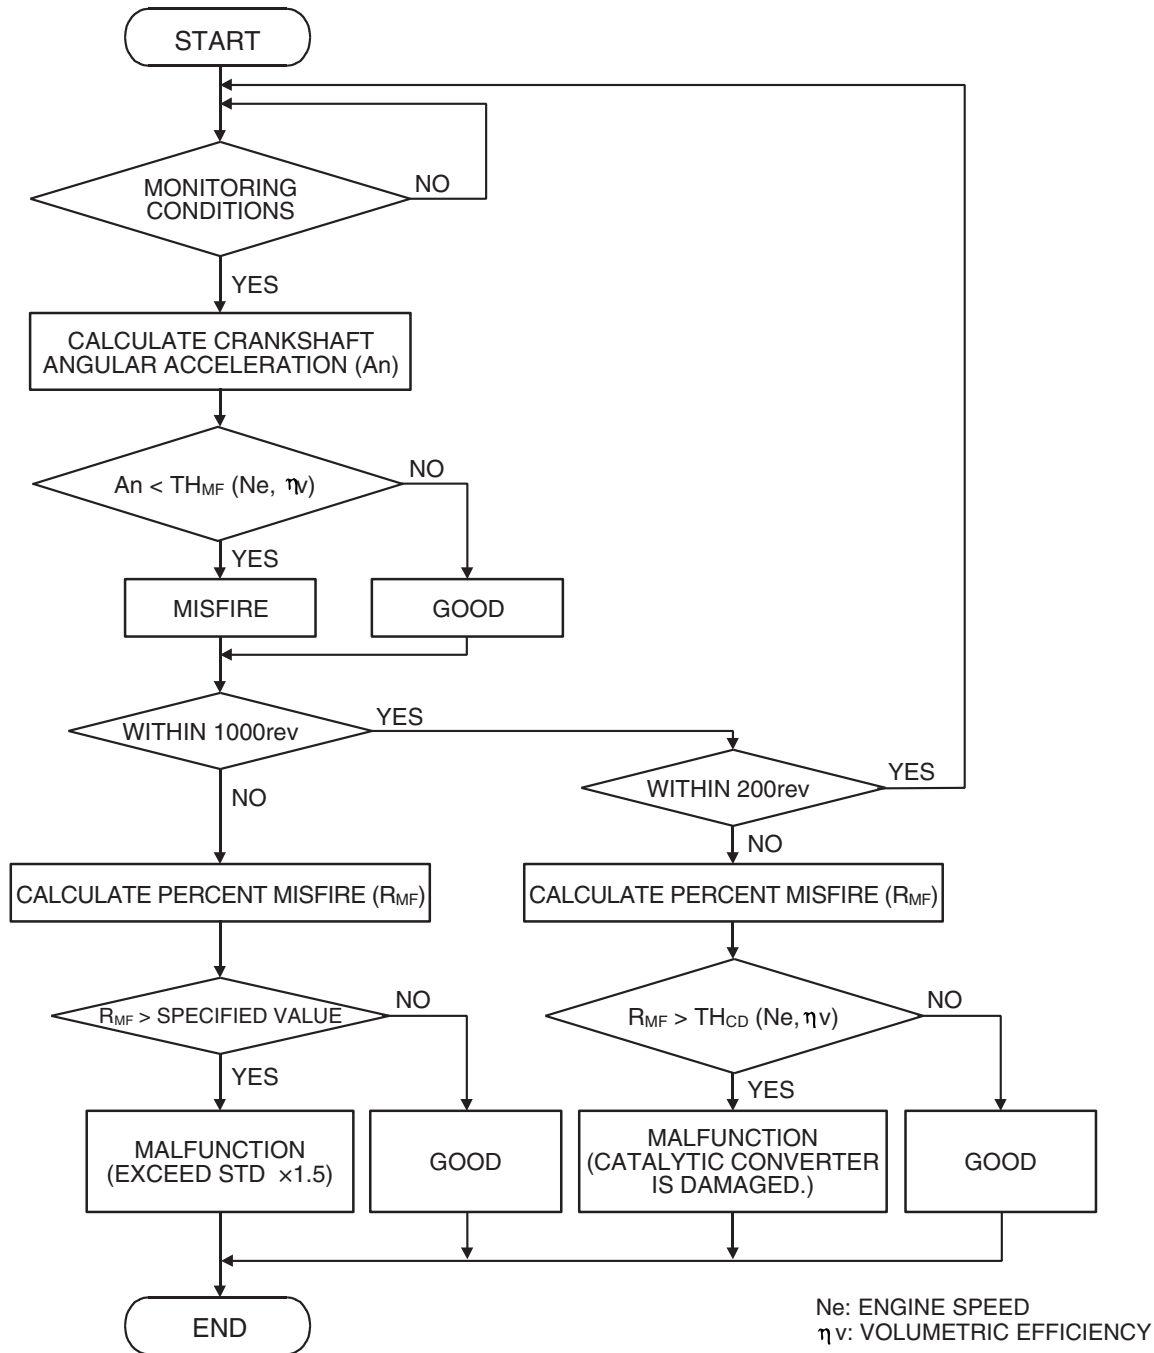 START
MONITORING
CONDITIONS
NO
YES
CALCULATE CRANKSHAFT
ANGULAR ACCELERATION (An)
An < THMF (Ne, ηv)
NO
YES
MISFIRE
GOOD
WITHIN 1000rev
YES
WITHIN 200rev
YES
NO
NO
CALCULATE PERCENT MISFIRE (RMF)
CALCULATE PERCENT MISFIRE (RMF)
RMF > SPECIFIED VALUE
NO
RMF > THCD (Ne, ηv)
NO
YES
YES
MALFUNCTION
(EXCEED STD ×1.5)
GOOD
MALFUNCTION
(CATALYTIC CONVERTER
IS DAMAGED.)
GOOD
END
Ne: ENGINE SPEED
ηv: VOLUMETRIC EFFICIENCY